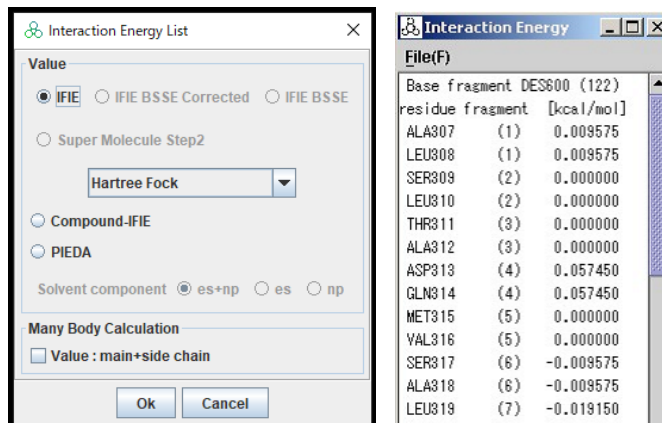 Interaction Energy List
Value
IFIE
IFIE BSSE Corrected
IFIE BSSE
Super Molecule Step2
Hartree Fock
Compound-IFIE
PIEDA
Solvent component es+np es np
Many Body Calculation
Value : main+side chain
Ok Cancel
Interaction Energy
File(F)
Base fragment DES600 (122)
residue fragment [kcal/mol]
ALA307 (1) 0.009575
LEU308 (1) 0.009575
SER309 (2) 0.000000
LEU310 (2) 0.000000
THR311 (3) 0.000000
ALA312 (3) 0.000000
ASP313 (4) 0.057450
GLN314 (4) 0.057450
MET315 (5) 0.000000
VAL316 (5) 0.000000
SER317 (6) -0.009575
ALA318 (6) -0.009575
LEU319 (7) -0.019150